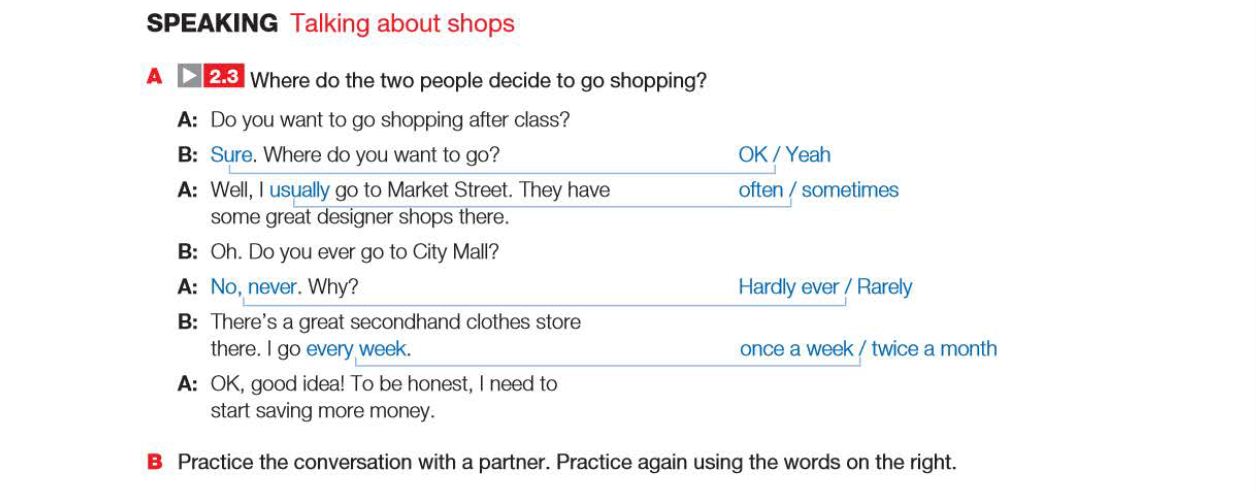 SPEAKING Talking about shops
A 2.3 Where do the two people decide to go shopping?
A: Do you want to go shopping after class?
B: Sure. Where do you want to go? OK / Yeah
A: Well, I usually go to Market Street. They have often / sometimes
some great designer shops there.
B: Oh. Do you ever go to City Mall?
A: No, never. Why? Hardly ever / Rarely
B: There's a great secondhand clothes store
there. I go every week. once a week / twice a month
A: OK, good idea! To be honest, I need to
start saving more money.
B Practice the conversation with a partner. Practice again using the words on the right.